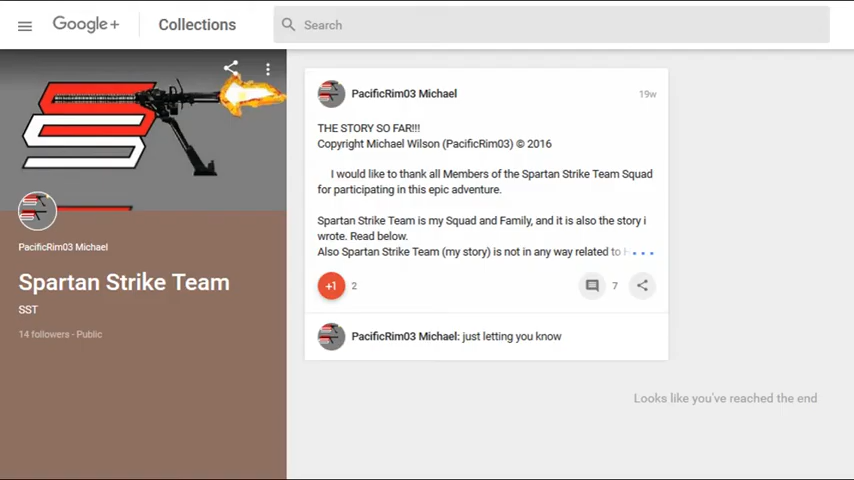 Google+
Collections
Search
PacificRim03 Michael
Spartan Strike Team
SST
14 followers - Public
PacificRim03 Michael
19w
THE STORY SO FAR!!!
Copyright Michael Wilson (PacificRim03) © 2016
I would like to thank all Members of the Spartan Strike Team Squad
for participating in this epic adventure.
Spartan Strike Team is my Squad and Family, and it is also the story i
wrote. Read below.
Also Spartan Strike Team (my story) is not in any way related to
+1
2
7
PacificRim03 Michael: just letting you know
Looks like you've reached the end